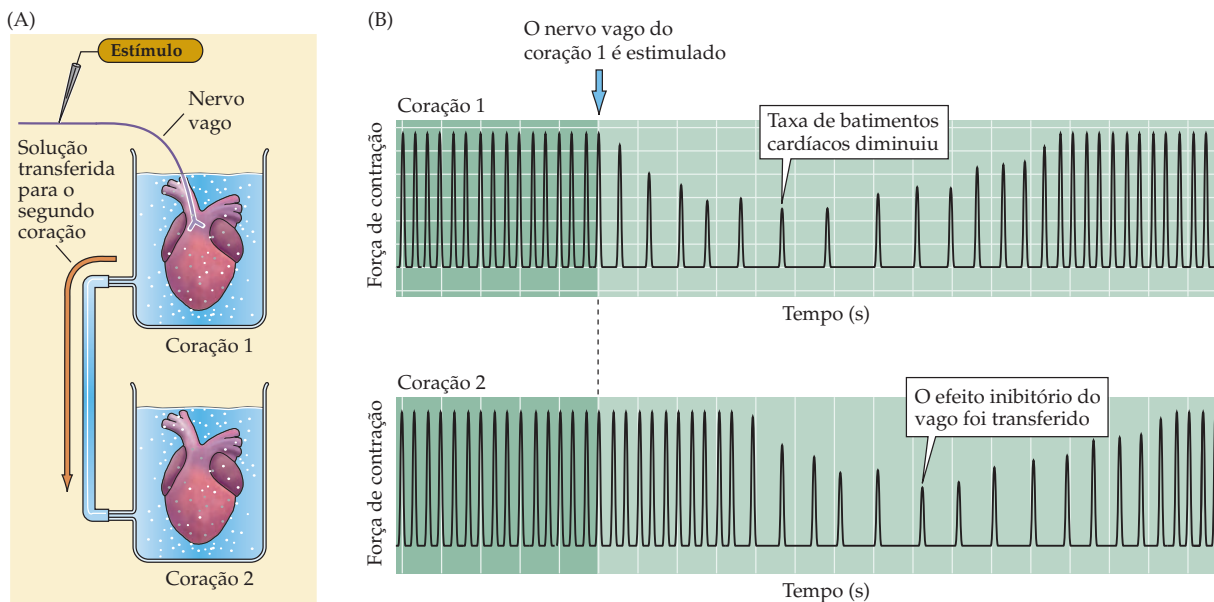 (A)
Estímulo
Nervo
vago
Solução
transferida
para o
segundo
coração
Coração 1
Coração 2
(B)
O nervo vago do
coração 1 é estimulado
Coração 1
Força de contração
Taxa de batimentos
cardíacos diminuiu
Tempo (s)
Coração 2
Força de contração
O efeito inibitório do
vago foi transferido
Tempo (s)